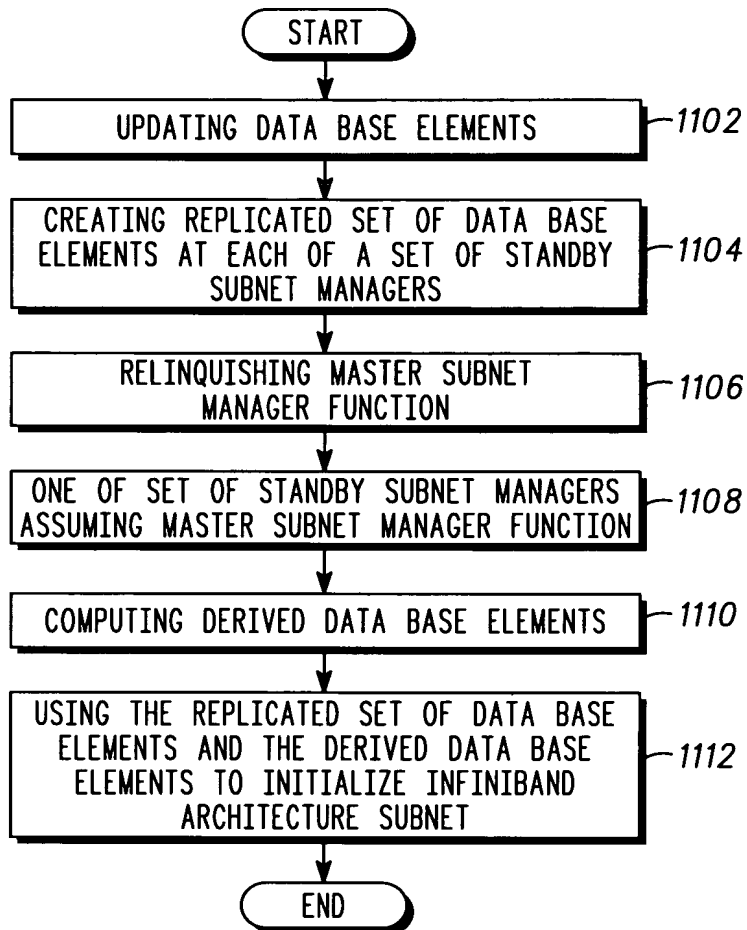 START
UPDATING DATA BASE ELEMENTS
1102
CREATING REPLICATED SET OF DATA BASE
ELEMENTS AT EACH OF A SET OF STANDBY
SUBNET MANAGERS
1104
RELINQUISHING MASTER SUBNET
MANAGER FUNCTION
1106
ONE OF SET OF STANDBY SUBNET MANAGERS
ASSUMING MASTER SUBNET MANAGER FUNCTION
1108
COMPUTING DERIVED DATA BASE ELEMENTS
1110
USING THE REPLICATED SET OF DATA BASE
ELEMENTS AND THE DERIVED DATA BASE
ELEMENTS TO INITIALIZE INFINIBAND
ARCHITECTURE SUBNET
1112
END